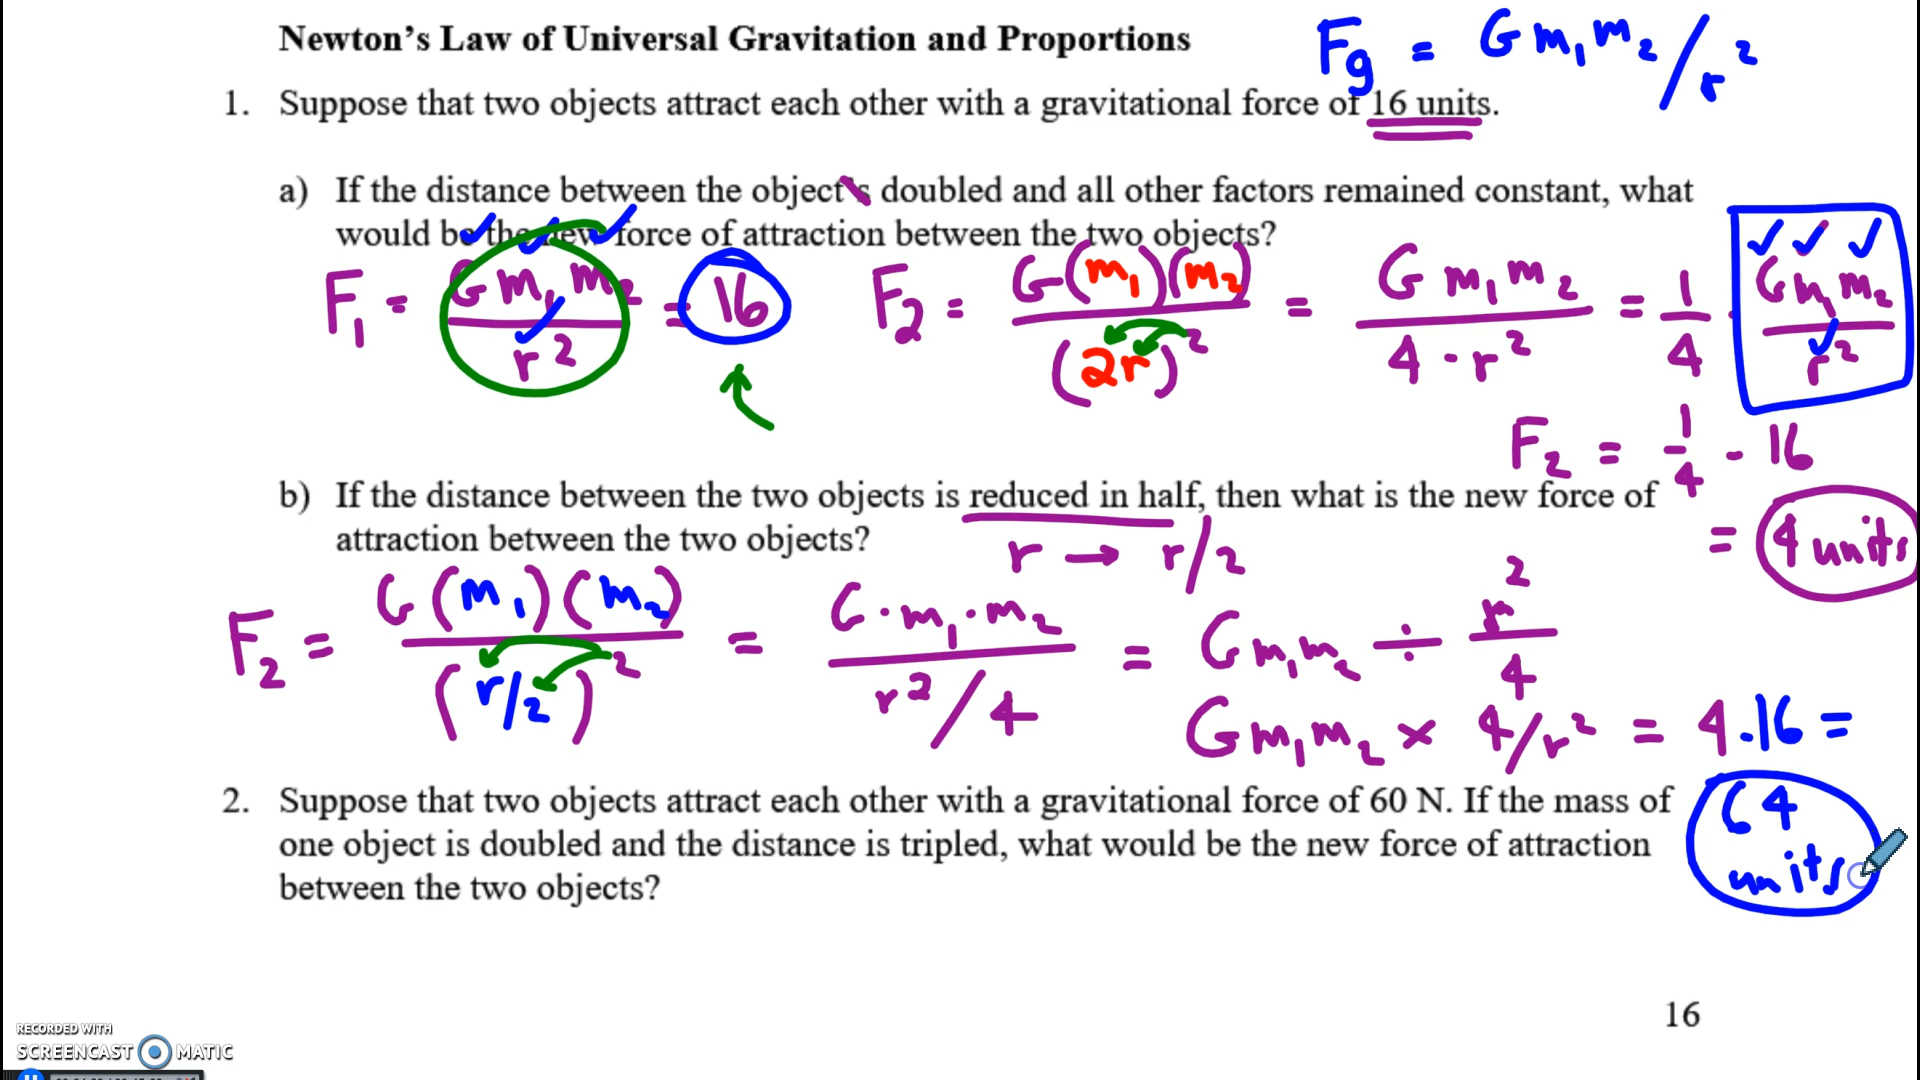 Newton's Law of Universal Gravitation and Proportions
Fg = Gm₁m₂/r²
1. Suppose that two objects attract each other with a gravitational force of 16 units.
a) If the distance between the objects doubled and all other factors remained constant, what
would be the new force of attraction between the two objects?
F₁ = Gm₁m₂/r² = 16 F₂ = G(m₁)(m₂)/(2r)² = Gm₁m₂/4·r² = 1/4 · Gm₁m₂/r²
F₂ = 1/4 - 16
b) If the distance between the two objects is reduced in half, then what is the new force of
attraction between the two objects?
r → r/2
= 4 units
F₂ = G(m₁)(m₂)/(r/2)² = G·m₁·m₂/r²/4 = Gm₁m₂ ÷ r²/4
Gm₁m₂ × 4/r² = 4·16 =
64
units
2. Suppose that two objects attract each other with a gravitational force of 60 N. If the mass of
one object is doubled and the distance is tripled, what would be the new force of attraction
between the two objects?
16
RECORDED WITH
SCREENCAST MATIC